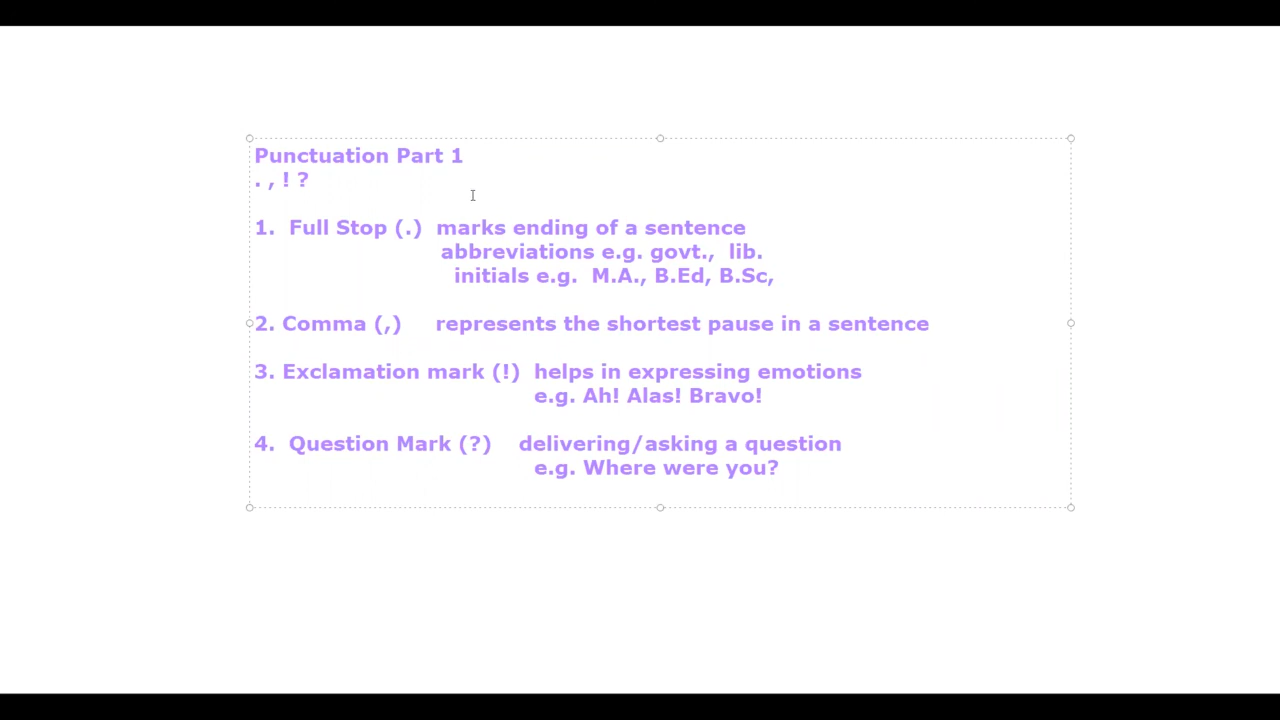 Punctuation Part 1
. , ! ?
1. Full Stop (.) marks ending of a sentence
abbreviations e.g. govt., lib.
initials e.g. M.A., B.Ed, B.Sc,
2. Comma (,) represents the shortest pause in a sentence
3. Exclamation mark (!) helps in expressing emotions
e.g. Ah! Alas! Bravo!
4. Question Mark (?) delivering/asking a question
e.g. Where were you?